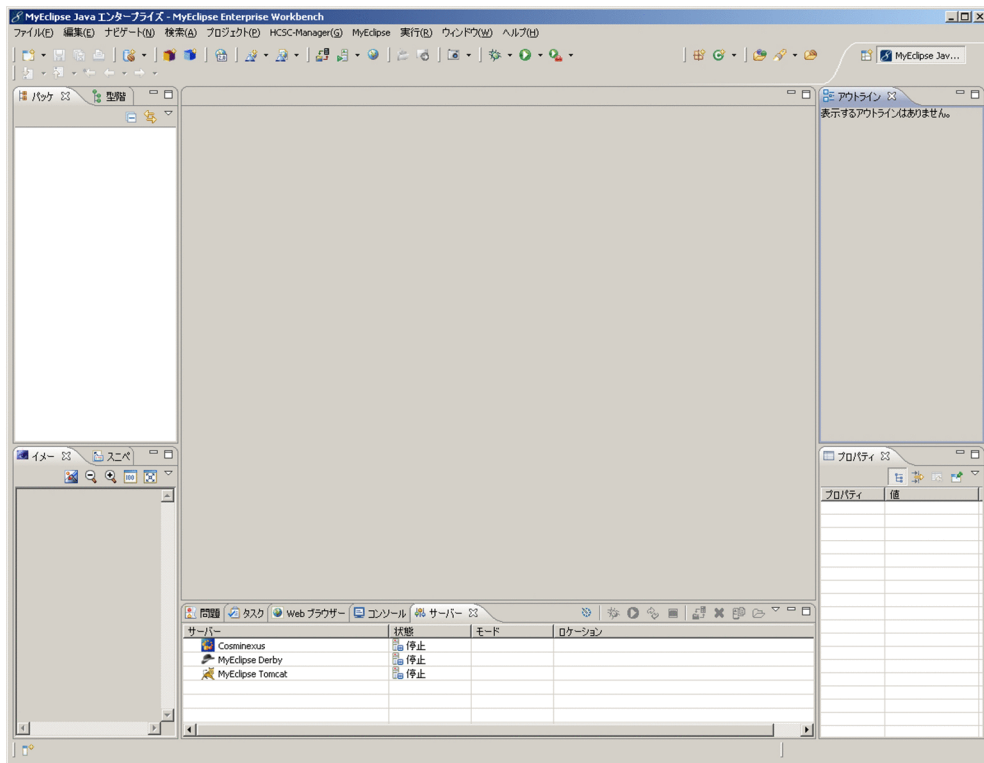 MyEclipse Java エンタープライズ - MyEclipse Enterprise Workbench
ファイル(F) 編集(E) ナビゲート(N) 検索(A) プロジェクト(P) HCSC-Manager(G) MyEclipse 実行(R) ウィンドウ(W) ヘルプ(H)
MyEclipse Jav...
パッケ 型階
アウトライン
表示するアウトラインはありません。
イメー スニペ
プロパティ
100
プロパティ 値
問題 タスク Web ブラウザー コンソール サーバー
サーバー 状態 モード ロケーション
Cosminexus 停止
MyEclipse Derby 停止
MyEclipse Tomcat 停止